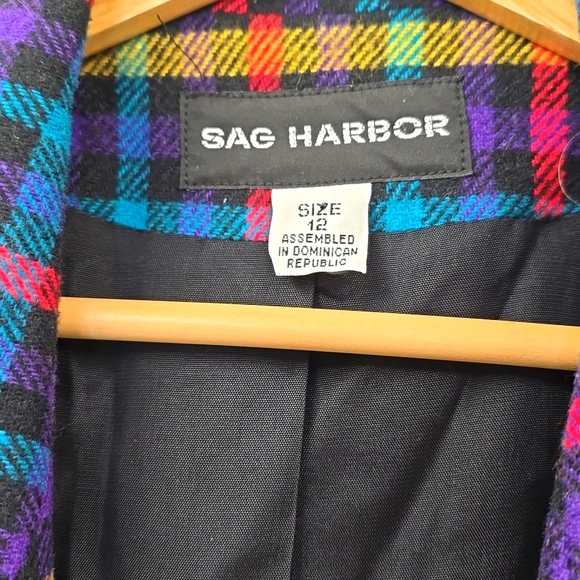 SAG HARBOR
SIZE
12
ASSEMBLED
IN DOMINICAN
REPUBLIC